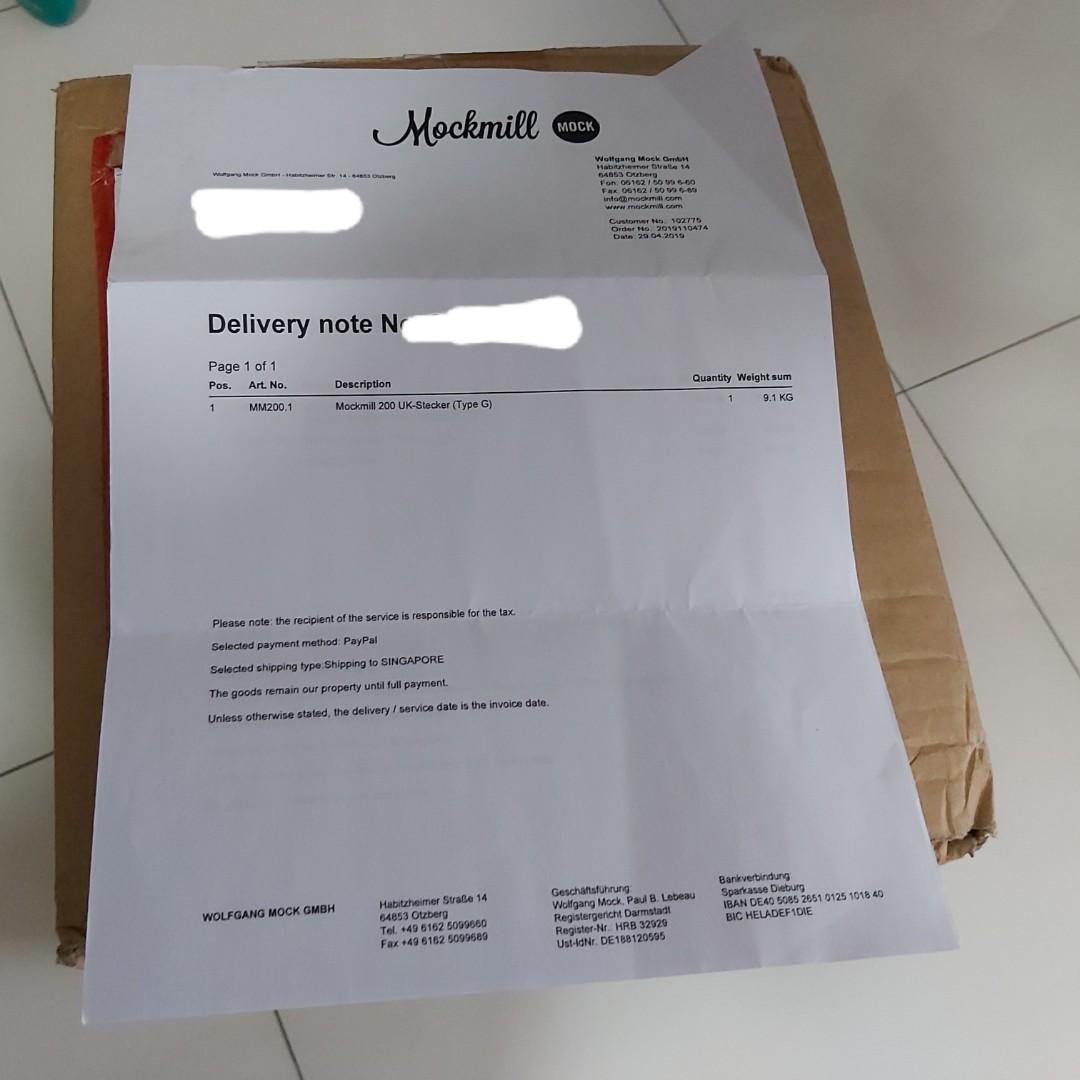 Mockmill MOCK
Wolfgang Mock GmbH
Habitzheimer Straße 14
64853 Otzberg
Fon: 06162 / 50 99 6-60
Fax: 06162 / 50 99 6-89
info@mockmill.com
www.mockmill.com
Wolfgang Mock GmbH - Habitzheimer Str. 14 - 64853 Otzberg
Customer No.: 102775
Order No.: 2019110474
Date: 29.04.2019
Delivery note No
Page 1 of 1
Pos. Art. No. Description Quantity Weight sum
1 MM200.1 Mockmill 200 UK-Stecker (Type G) 1 9.1 KG
Please note: the recipient of the service is responsible for the tax.
Selected payment method: PayPal
Selected shipping type:Shipping to SINGAPORE
The goods remain our property until full payment.
Unless otherwise stated, the delivery / service date is the invoice date.
WOLFGANG MOCK GMBH
Habitzheimer Straße 14
64853 Otzberg
Tel. +49 6162 5099660
Fax +49 6162 5099689
Geschäftsführung:
Wolfgang Mock, Paul B. Lebeau
Registergericht Darmstadt
Register-Nr.: HRB 32929
Ust-IdNr. DE188120595
Bankverbindung:
Sparkasse Dieburg
IBAN DE40 5085 2651 0125 1018 40
BIC HELADEF1DIE